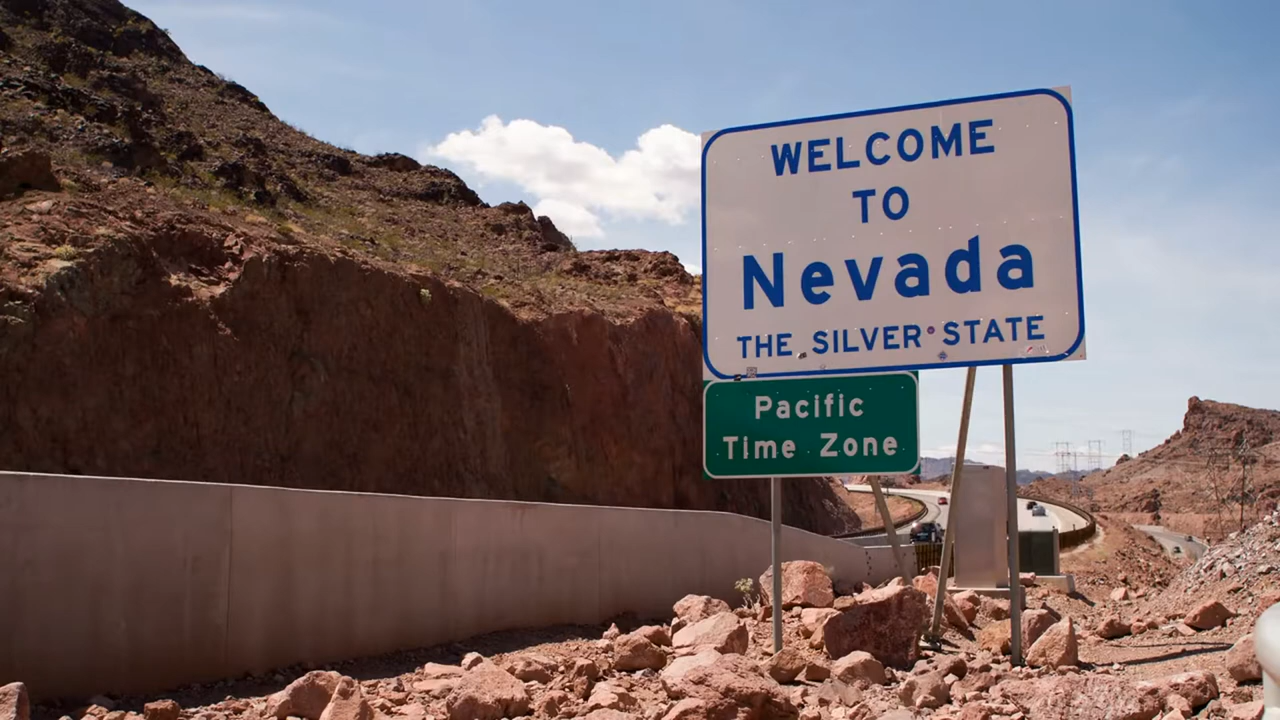 WELCOME
TO
Nevada
THE SILVER STATE
Pacific
Time Zone